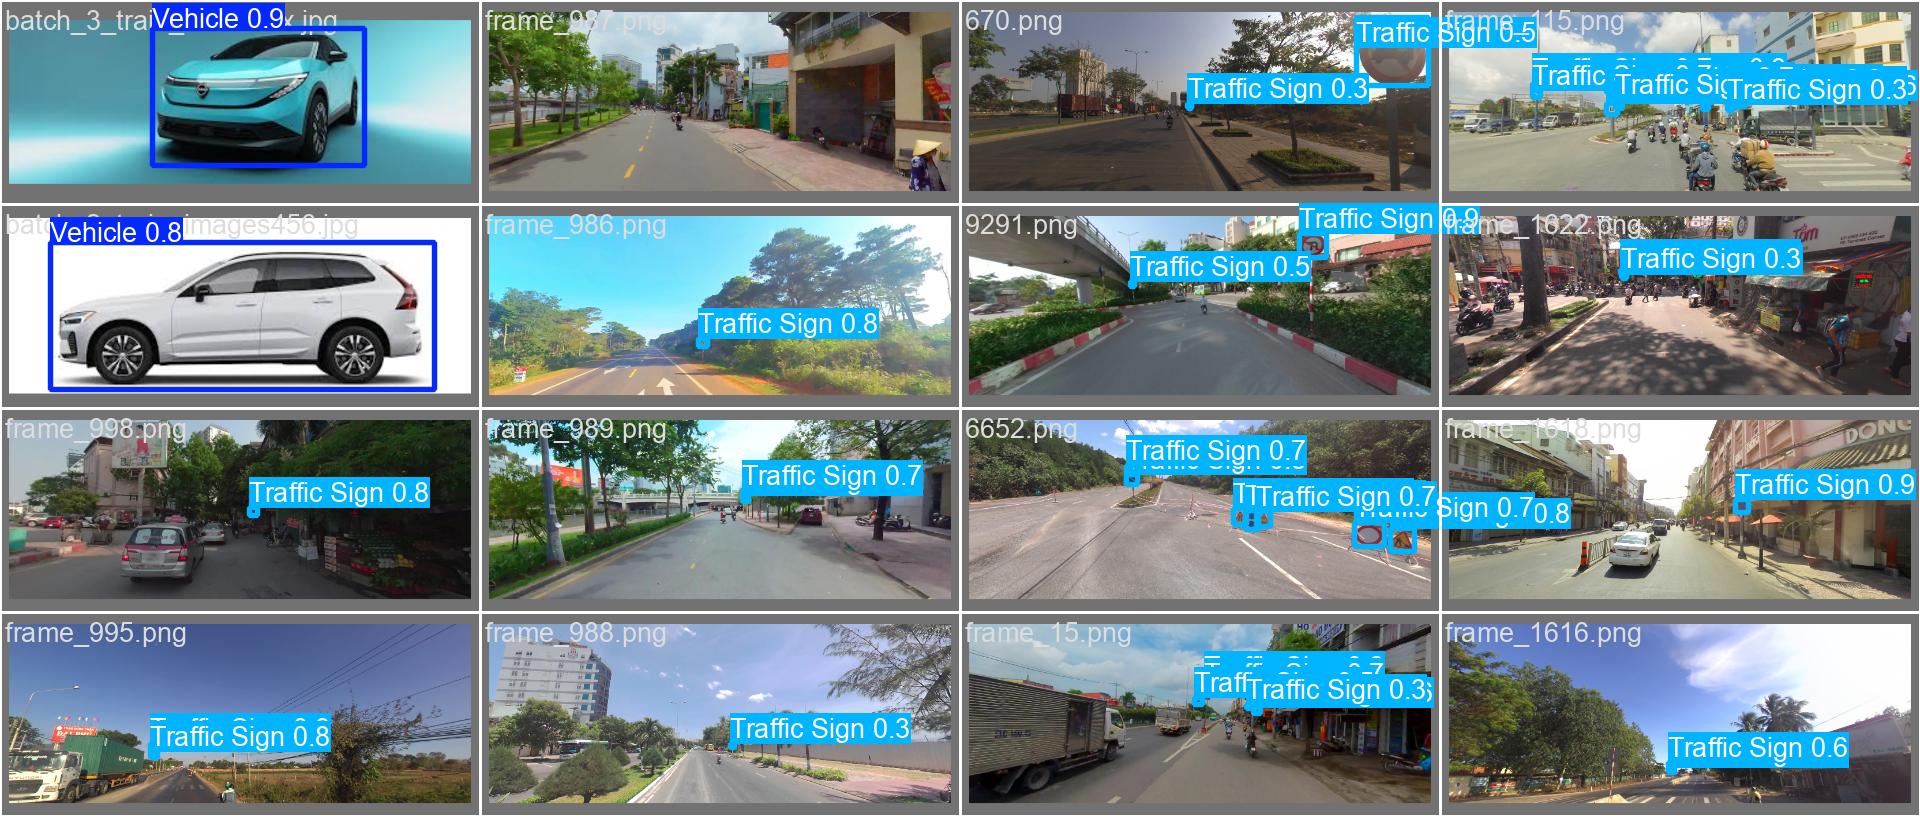 Vehicle 0.9
frame_987.png
670.png
Traffic Sign 0.5
Traffic Sign 0.3
frame_115.png
Traffic
Traffic Sig
Traffic Sign 0.3
Vehicle 0.8
images456.jpg
frame_986.png
Traffic Sign 0.8
9291.png
Traffic Sign 0.9
Traffic Sign 0.5
frame_1622.png
Traffic Sign 0.3
Tôm
frame_998.png
Traffic Sign 0.8
frame_989.png
Traffic Sign 0.7
6652.png
Traffic Sign 0.7
Traffic Sign 0.7
Sign 0.7
0.8
frame_1618.png
Traffic Sign 0.9
DONG
frame_995.png
Traffic Sign 0.8
frame_988.png
Traffic Sign 0.3
frame_15.png
Traffic Sign 0.3
frame_1616.png
Traffic Sign 0.6